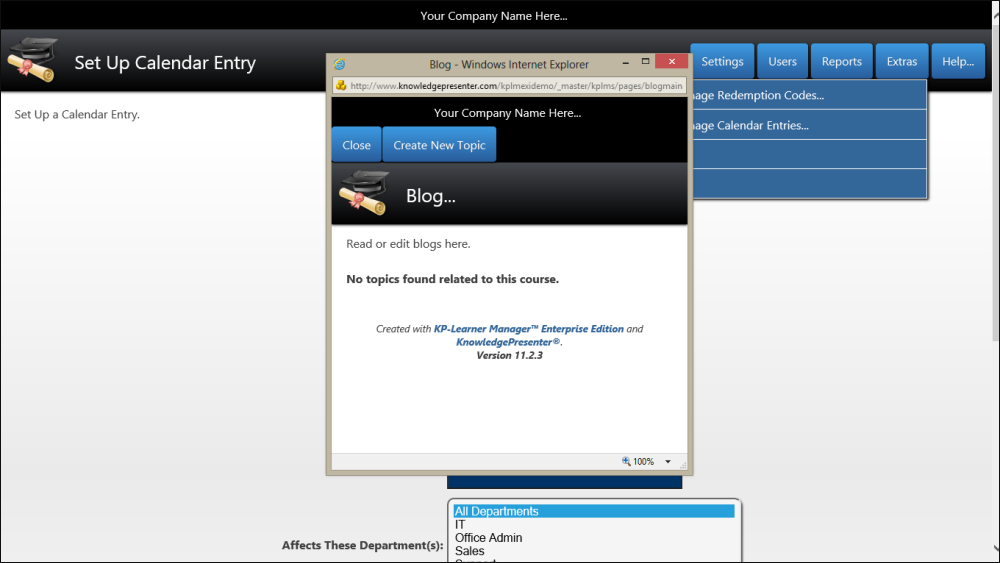 Your Company Name Here...
Set Up Calendar Entry
Settings
Users
Reports
Extras
Help...
Set Up a Calendar Entry.
Redemption Codes...
Calendar Entries...
Blog - Windows Internet Explorer
http://www.knowledgepresenter.com/kplmexidemo/_master/kplms/pages/blogmain
Your Company Name Here...
Close
Create New Topic
Blog...
Read or edit blogs here.
No topics found related to this course.
Created with KP-Learner Manager™ Enterprise Edition and
KnowledgePresenter®.
Version 11.2.3
100%
Affects These Department(s):
All Departments
IT
Office Admin
Sales